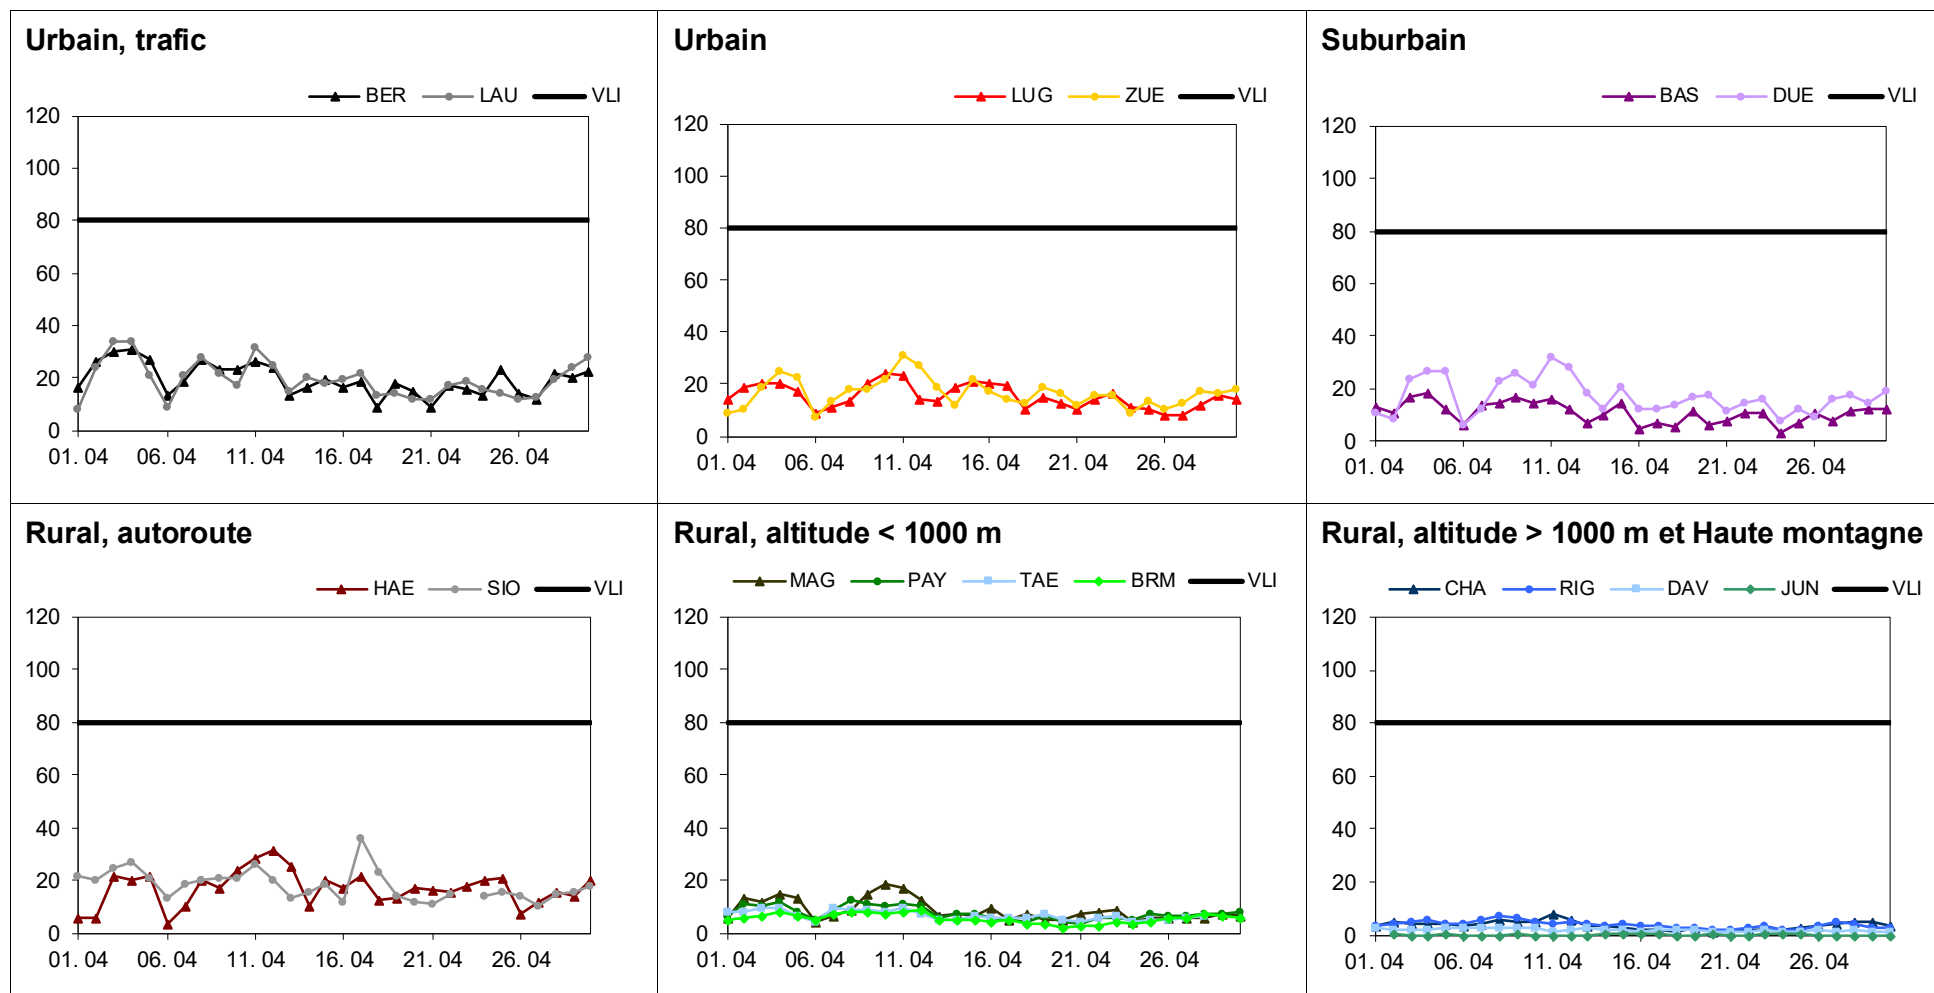 Urbain, trafic
BER LAU VLI
120
100
80
60
40
20
0
01. 04 06. 04 11. 04 16. 04 21. 04 26. 04
Urbain
LUG ZUE VLI
120
100
80
60
40
20
0
01. 04 06. 04 11. 04 16. 04 21. 04 26. 04
Suburbain
BAS DUE VLI
120
100
80
60
40
20
0
01. 04 06. 04 11. 04 16. 04 21. 04 26. 04
Rural, autoroute
HAE SIO VLI
120
100
80
60
40
20
0
01. 04 06. 04 11. 04 16. 04 21. 04 26. 04
Rural, altitude < 1000 m
MAG PAY TAE BRM VLI
120
100
80
60
40
20
0
01. 04 06. 04 11. 04 16. 04 21. 04 26. 04
Rural, altitude > 1000 m et Haute montagne
CHA RIG DAV JUN VLI
120
100
80
60
40
20
0
01. 04 06. 04 11. 04 16. 04 21. 04 26. 04